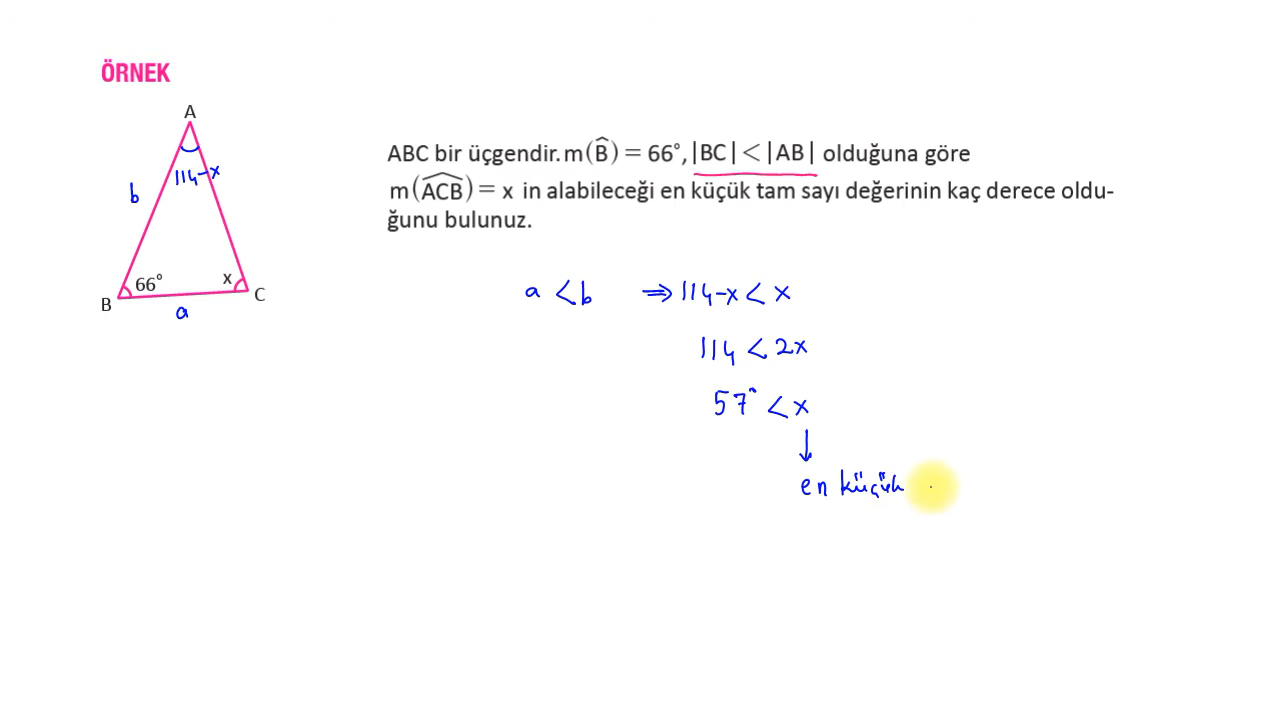 ÖRNEK
A
114-x
b
66°
x
B
C
a
ABC bir üçgendir. m(B̂) = 66°, |BC| < |AB| olduğuna göre
m(ACB) = x in alabileceği en küçük tam sayı değerinin kaç derece oldu-
ğunu bulunuz.
a < b ⇒ 114-x < x
114 < 2x
57° < x
↓
en küçük